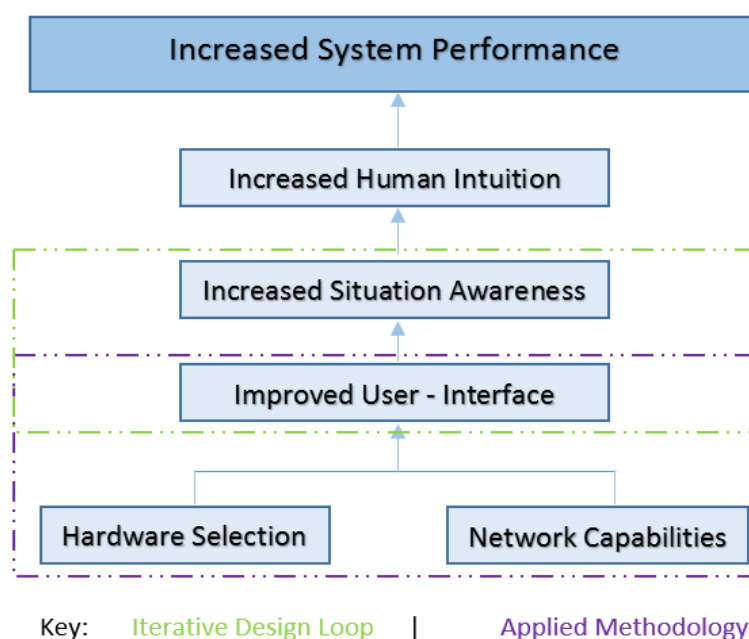 Increased System Performance
Increased Human Intuition
Increased Situation Awareness
Improved User - Interface
Hardware Selection
Network Capabilities
Key: Iterative Design Loop | Applied Methodology